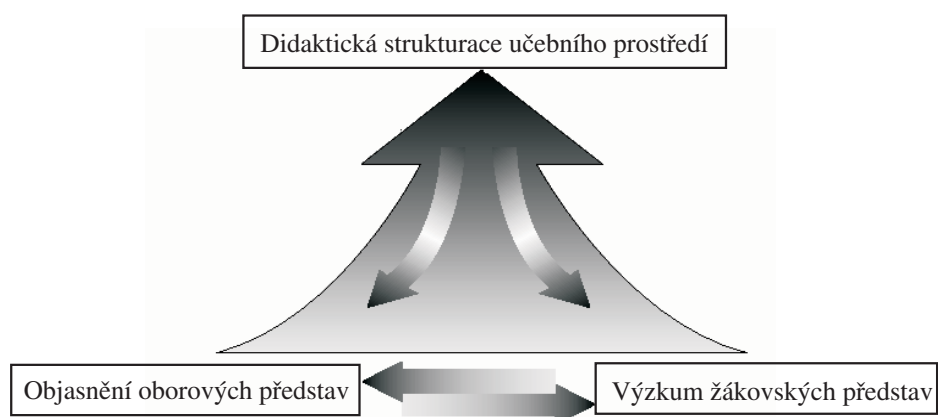 Didaktická strukturace učebního prostředí
Objasnění oborových představ
Výzkum žákovských představ